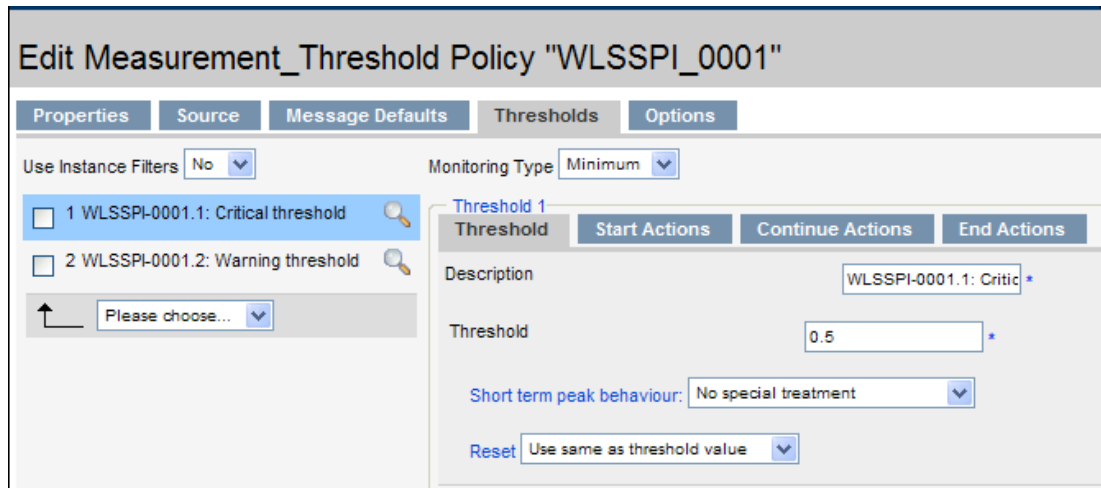 Edit Measurement_Threshold Policy "WLSSPI_0001"
Properties Source Message Defaults Thresholds Options
Use Instance Filters No Monitoring Type Minimum
1 WLSSPI-0001.1: Critical threshold
2 WLSSPI-0001.2: Warning threshold
Please choose...
Threshold 1
Threshold Start Actions Continue Actions End Actions
Description WLSSPI-0001.1: Critic *
Threshold 0.5 *
Short term peak behaviour: No special treatment
Reset Use same as threshold value